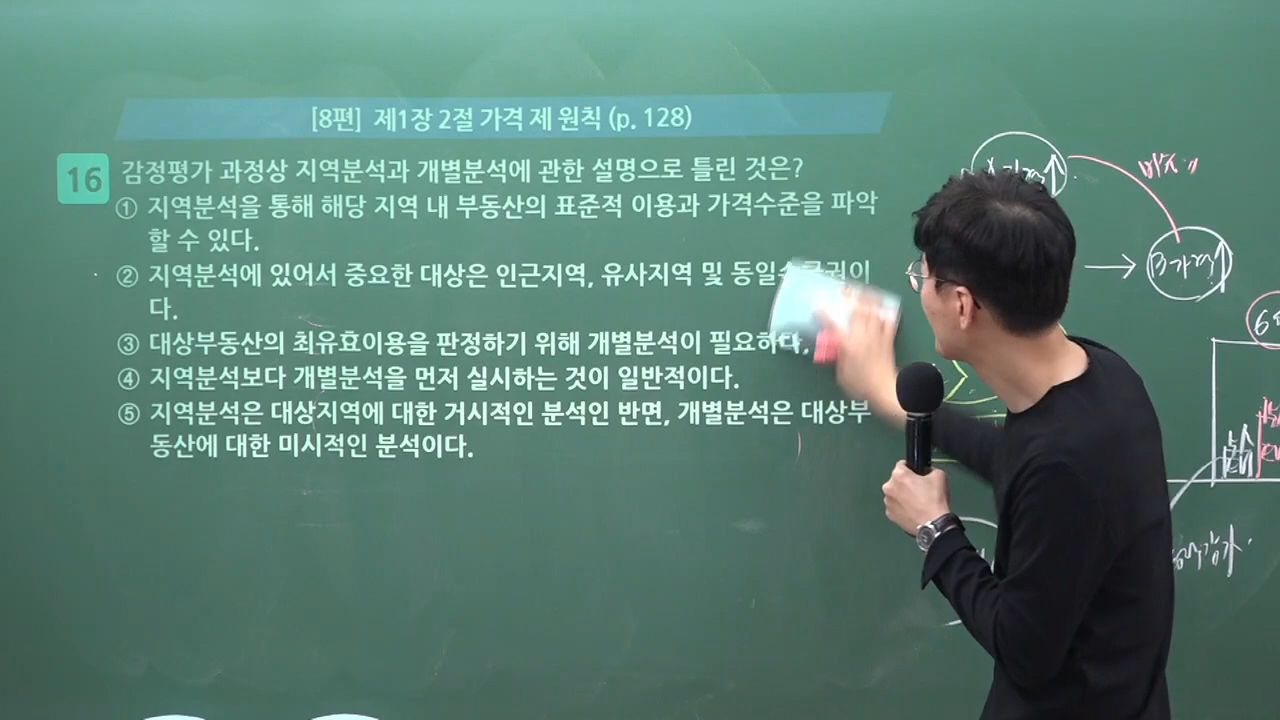 [8편] 제1장 2절 가격 제 원칙 (p. 128)
16 감정평가 과정상 지역분석과 개별분석에 관한 설명으로 틀린 것은?
① 지역분석을 통해 해당 지역 내 부동산의 표준적 이용과 가격수준을 파악
할 수 있다.
② 지역분석에 있어서 중요한 대상은 인근지역, 유사지역 및
다.
③ 대상부동산의 최유효이용을 판정하기 위해 개별분석이 필요하다.
④ 지역분석보다 개별분석을 먼저 실시하는 것이 일반적이다.
⑤ 지역분석은 대상지역에 대한 거시적인 분석인 반면, 개별분석은 대상부
동산에 대한 미시적인 분석이다.
B가격↑